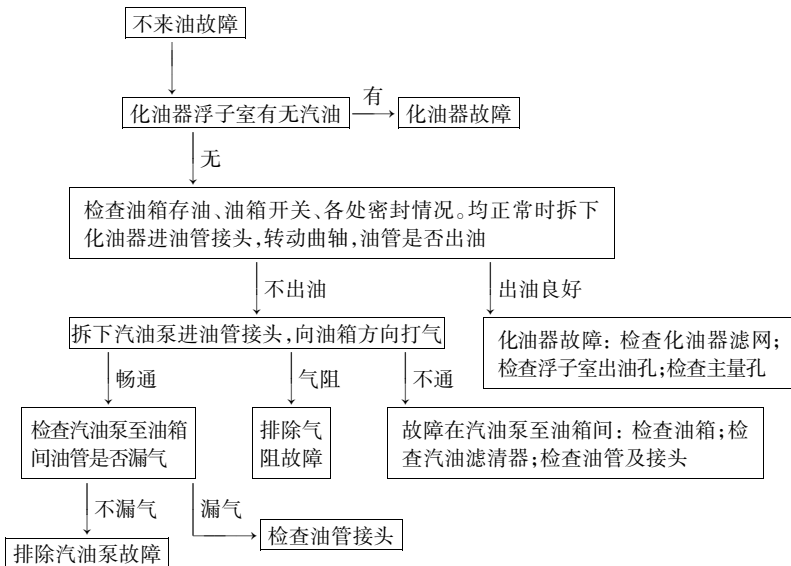 不来油故障
化油器浮子室有无汽油
有
化油器故障
无
检查油箱存油、油箱开关、各处密封情况。均正常时拆下
化油器进油管接头,转动曲轴,油管是否出油
不出油
出油良好
拆下汽油泵进油管接头,向油箱方向打气
化油器故障: 检查化油器滤网;
检查浮子室出油孔;检查主量孔
畅通
气阻
不通
检查汽油泵至油箱
间油管是否漏气
排除气
阻故障
故障在汽油泵至油箱间: 检查油箱;检
查汽油滤清器;检查油管及接头
不漏气
漏气
检查油管接头
排除汽油泵故障